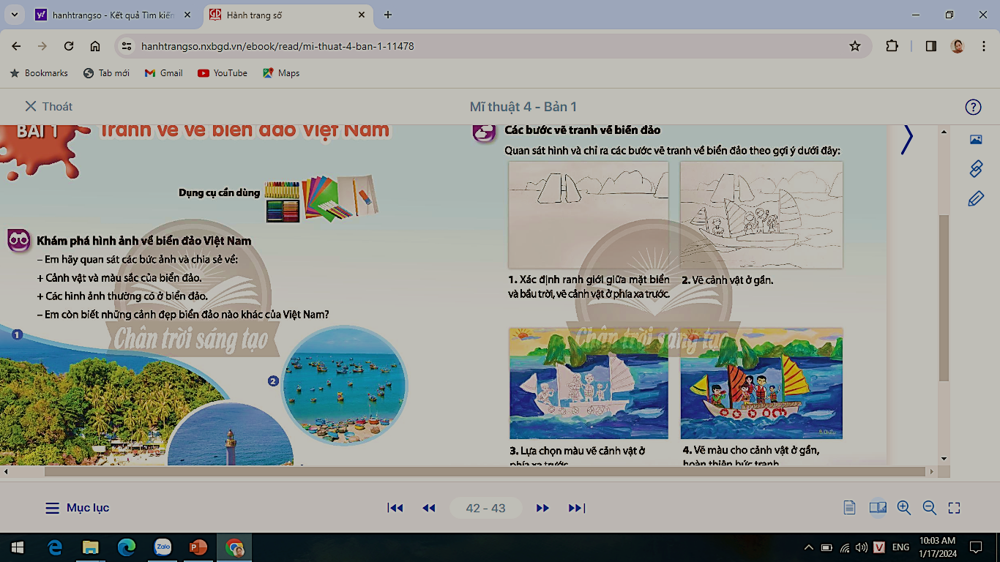 hanhtrangso - Kết quả Tìm kiến
Hành trang số
hanhtrangso.nxbgd.vn/ebook/read/mi-thuat-4-ban-1-11478
Bookmarks
Tab mới
Gmail
YouTube
Maps
Thoát
Mĩ thuật 4 - Bản 1
BÀI 1
Tranh vẽ về biển đảo Việt Nam
Dụng cụ cần dùng
Khám phá hình ảnh về biển đảo Việt Nam
– Em hãy quan sát các bức ảnh và chia sẻ về:
+ Cảnh vật và màu sắc của biển đảo.
+ Các hình ảnh thường có ở biển đảo.
– Em còn biết những cảnh đẹp biển đảo nào khác của Việt Nam?
Chân trời sáng tạo
1
2
Các bước vẽ tranh về biển đảo
Quan sát hình và chỉ ra các bước vẽ tranh về biển đảo theo gợi ý dưới đây:
1. Xác định ranh giới giữa mặt biển
và bầu trời, vẽ cảnh vật ở phía xa trước.
2. Vẽ cảnh vật ở gần.
Chân trời sáng tạo
3. Lựa chọn màu vẽ cảnh vật ở
phía xa trước.
4. Vẽ màu cho cảnh vật ở gần,
hoàn thiện bức tranh.
Mục lục
42 - 43
Zalo
ENG
10:03 AM
1/17/2024